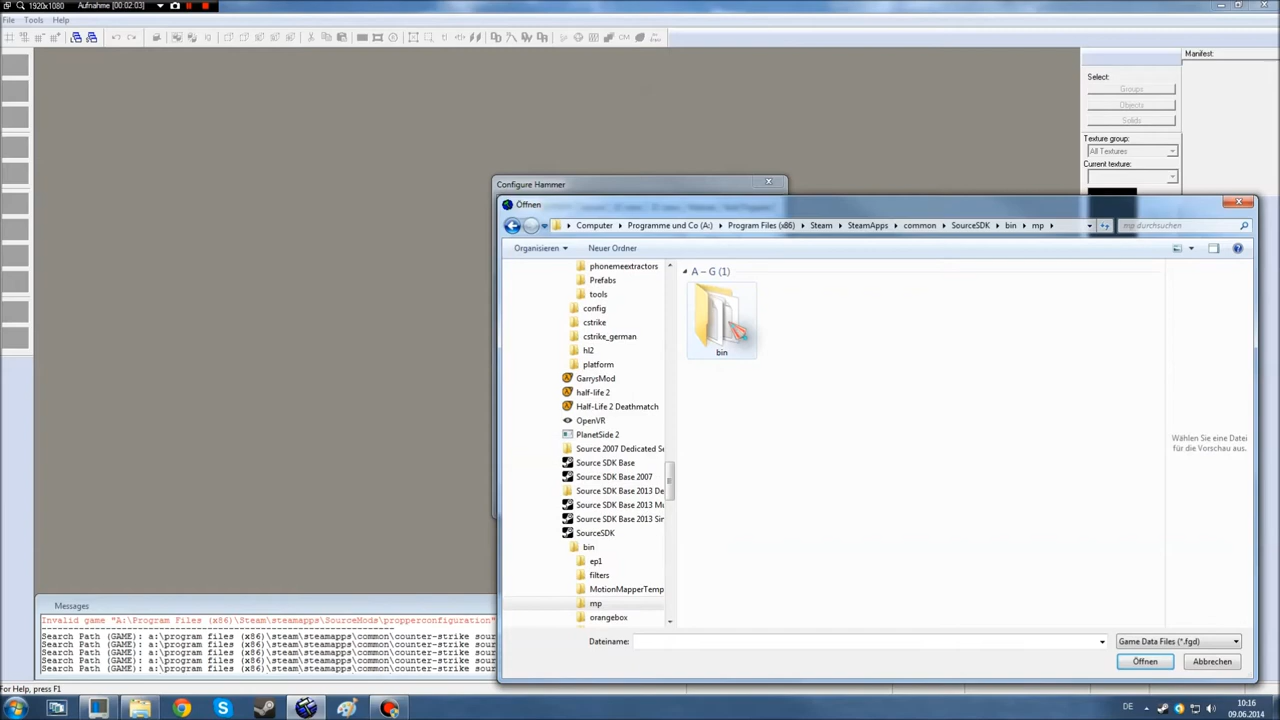 1920x1080 Aufnahme [00:02:03]
File Tools Help
Manifest:
Select:
Groups
Objects
Solids
Texture group:
All Textures
Current texture:
Configure Hammer
Öffnen
Computer Programme und Co (A:) Program Files (x86) Steam SteamApps common SourceSDK bin mp
mp durchsuchen
Organisieren Neuer Ordner
phonemeextractors
Prefabs
tools
config
cstrike
cstrike_german
hl2
platform
GarrysMod
half-life 2
Half-Life 2 Deathmatch
OpenVR
PlanetSide 2
Source 2007 Dedicated Se
Source SDK Base
Source SDK Base 2007
Source SDK Base 2013 De
Source SDK Base 2013 Mu
Source SDK Base 2013 Sin
SourceSDK
bin
ep1
filters
MotionMapperTemp
mp
orangebox
A – G (1)
bin
Wählen Sie eine Datei
für die Vorschau aus.
Dateiname:
Game Data Files (*.fgd)
Öffnen Abbrechen
Messages
Invalid game "A:\Program Files (x86)\Steam\steamapps\SourceMods\propperconfiguration"
Search Path (GAME): a:\program files (x86)\steam\steamapps\common\counter-strike sour
Search Path (GAME): a:\program files (x86)\steam\steamapps\common\counter-strike sour
Search Path (GAME): a:\program files (x86)\steam\steamapps\common\counter-strike sour
Search Path (GAME): a:\program files (x86)\steam\steamapps\common\counter-strike sour
For Help, press F1
DE
10:16
09.06.2014